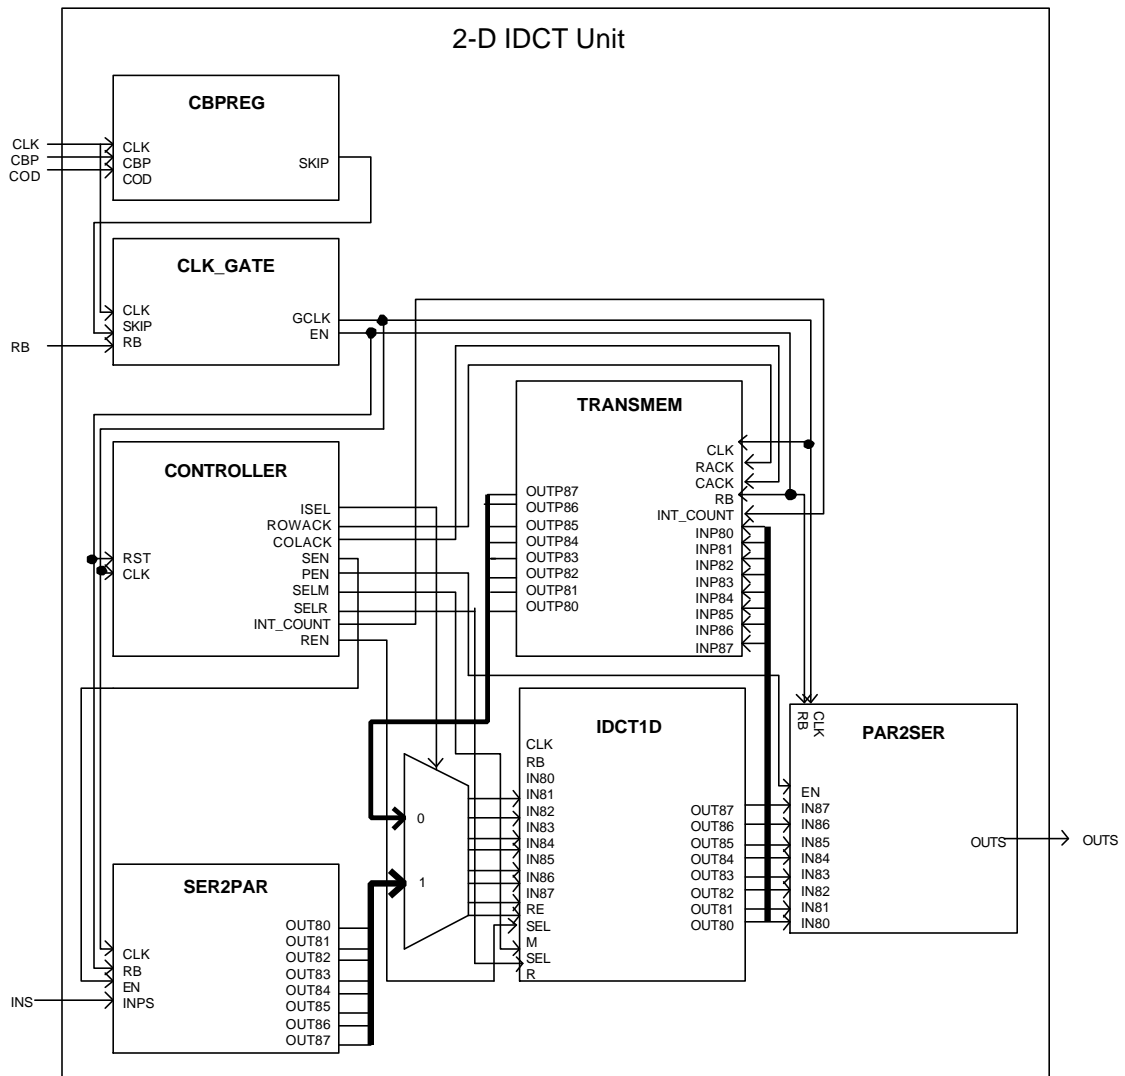 2-D IDCT Unit
CBPREG
CLK
CBP
COD
CLK
CBP
COD
SKIP
CLK_GATE
CLK
SKIP
RB
GCLK
EN
RB
TRANSMEM
CLK
RACK
CACK
RB
INT_COUNT
INP80
INP81
INP82
INP83
INP84
INP85
INP86
INP87
OUTP87
OUTP86
OUTP85
OUTP84
OUTP83
OUTP82
OUTP81
OUTP80
CONTROLLER
RST
CLK
ISEL
ROWACK
COLACK
SEN
PEN
SELM
SELR
INT_COUNT
REN
0
1
IDCT1D
CLK
RB
IN80
IN81
IN82
IN83
IN84
IN85
IN86
IN87
RE
SEL
M
SEL
R
OUT87
OUT86
OUT85
OUT84
OUT83
OUT82
OUT81
OUT80
RB
CLK
PAR2SER
EN
IN87
IN86
IN85
IN84
IN83
IN82
IN81
IN80
OUTS
OUTS
SER2PAR
CLK
RB
EN
INPS
INS
OUT80
OUT81
OUT82
OUT83
OUT84
OUT85
OUT86
OUT87